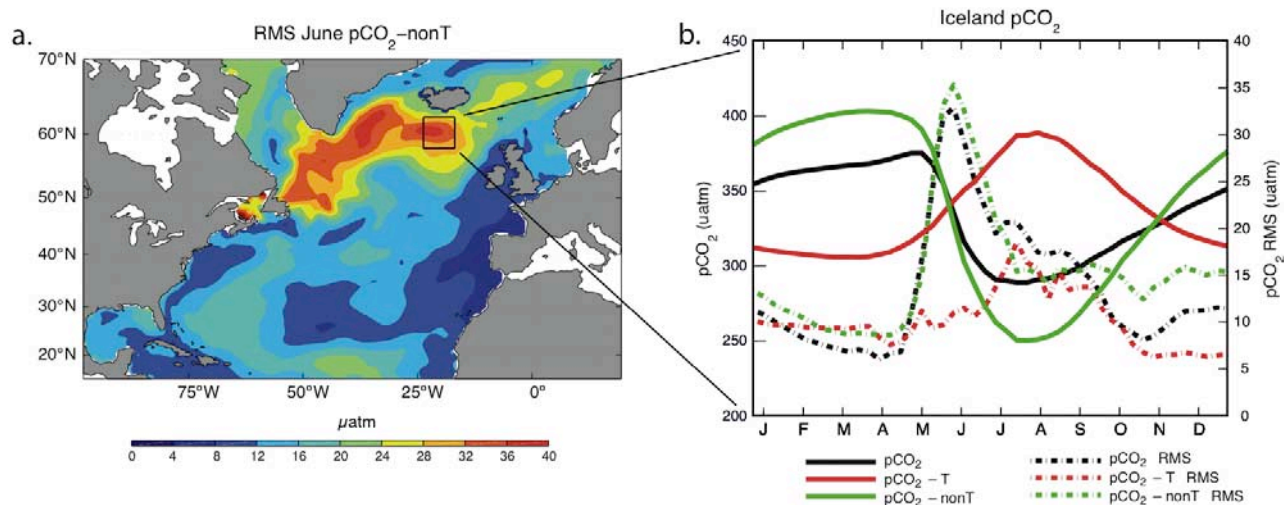 a.
RMS June pCO₂−nonT
70°N
60°N
50°N
40°N
30°N
20°N
75°W
50°W
25°W
0°
µatm
0 4 8 12 16 20 24 28 32 36 40
b.
Iceland pCO₂
450
400
350
300
250
200
pCO₂ (uatm)
40
35
30
25
20
15
10
5
0
pCO₂ RMS (uatm)
J F M A M J J A S O N D
pCO₂
pCO₂ − T
pCO₂ − nonT
pCO₂ RMS
pCO₂ − T RMS
pCO₂ − nonT RMS